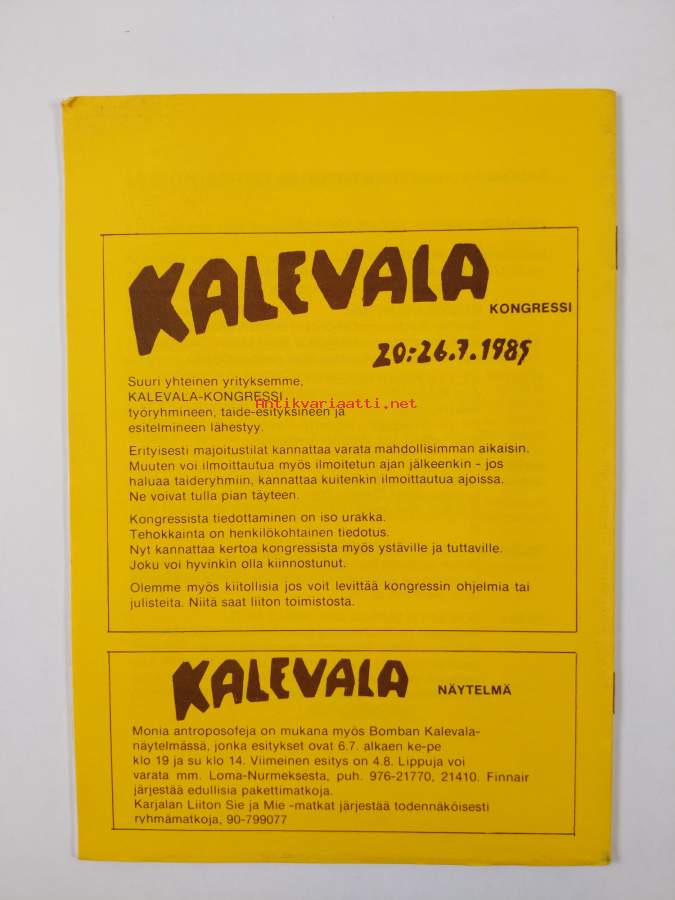 KALEVALA KONGRESSI
20:26.7.1985
Suuri yhteinen yrityksemme,
KALEVALA-KONGRESSI
Antikvariaatti.net
työryhmineen, taide-esityksineen ja
esitelmineen lähestyy.
Erityisesti majoitustilat kannattaa varata mahdollisimman aikaisin.
Muuten voi ilmoittautua myös ilmoitetun ajan jälkeenkin - jos
haluaa taideryhmiin, kannattaa kuitenkin ilmoittautua ajoissa.
Ne voivat tulla pian täyteen.
Kongressista tiedottaminen on iso urakka.
Tehokkainta on henkilökohtainen tiedotus.
Nyt kannattaa kertoa kongressista myös ystäville ja tuttaville.
Joku voi hyvinkin olla kiinnostunut.
Olemme myös kiitollisia jos voit levittää kongressin ohjelmia tai
julisteita. Niitä saat liiton toimistosta.
KALEVALA NÄYTELMÄ
Monia antroposofeja on mukana myös Bomban Kalevala-
näytelmässä, jonka esitykset ovat 6.7. alkaen ke-pe
klo 19 ja su klo 14. Viimeinen esitys on 4.8. Lippuja voi
varata mm. Loma-Nurmeksesta, puh. 976-21770, 21410. Finnair
järjestää edullisia pakettimatkoja.
Karjalan Liiton Sie ja Mie -matkat järjestää todennäköisesti
ryhmämatkoja, 90-799077